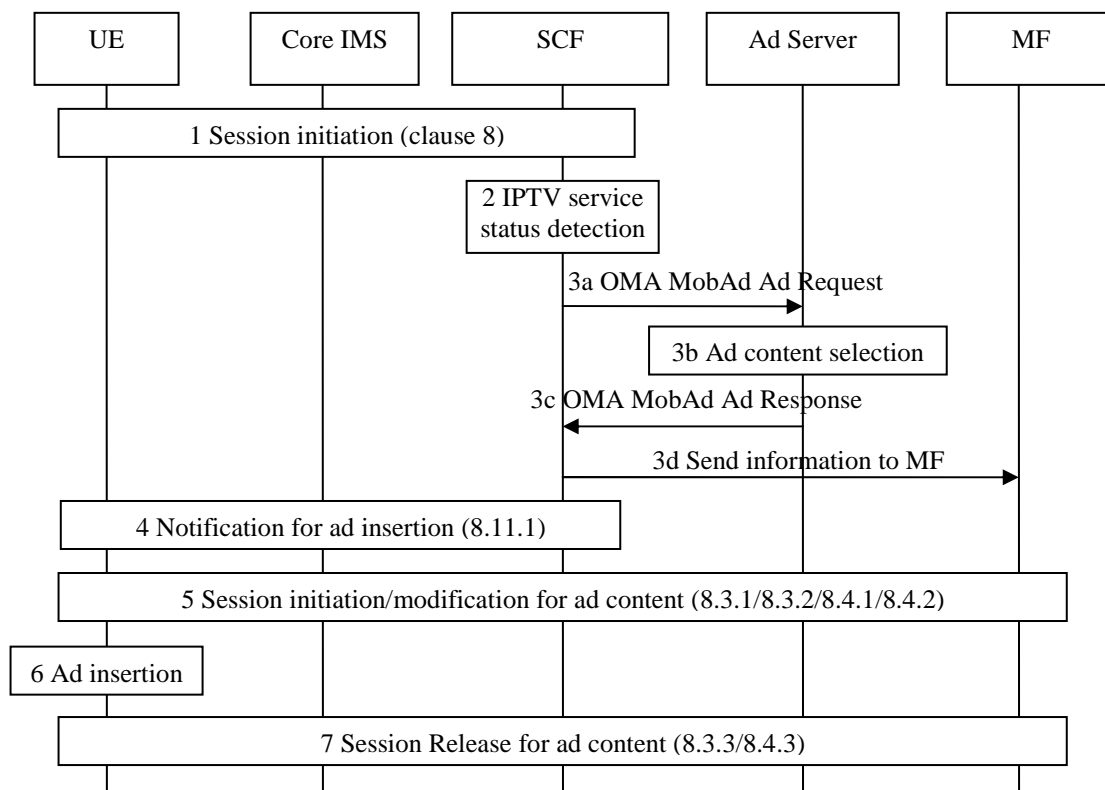 UE
Core IMS
SCF
Ad Server
MF
1 Session initiation (clause 8)
2 IPTV service
status detection
3a OMA MobAd Ad Request
3b Ad content selection
3c OMA MobAd Ad Response
3d Send information to MF
4 Notification for ad insertion (8.11.1)
5 Session initiation/modification for ad content (8.3.1/8.3.2/8.4.1/8.4.2)
6 Ad insertion
7 Session Release for ad content (8.3.3/8.4.3)